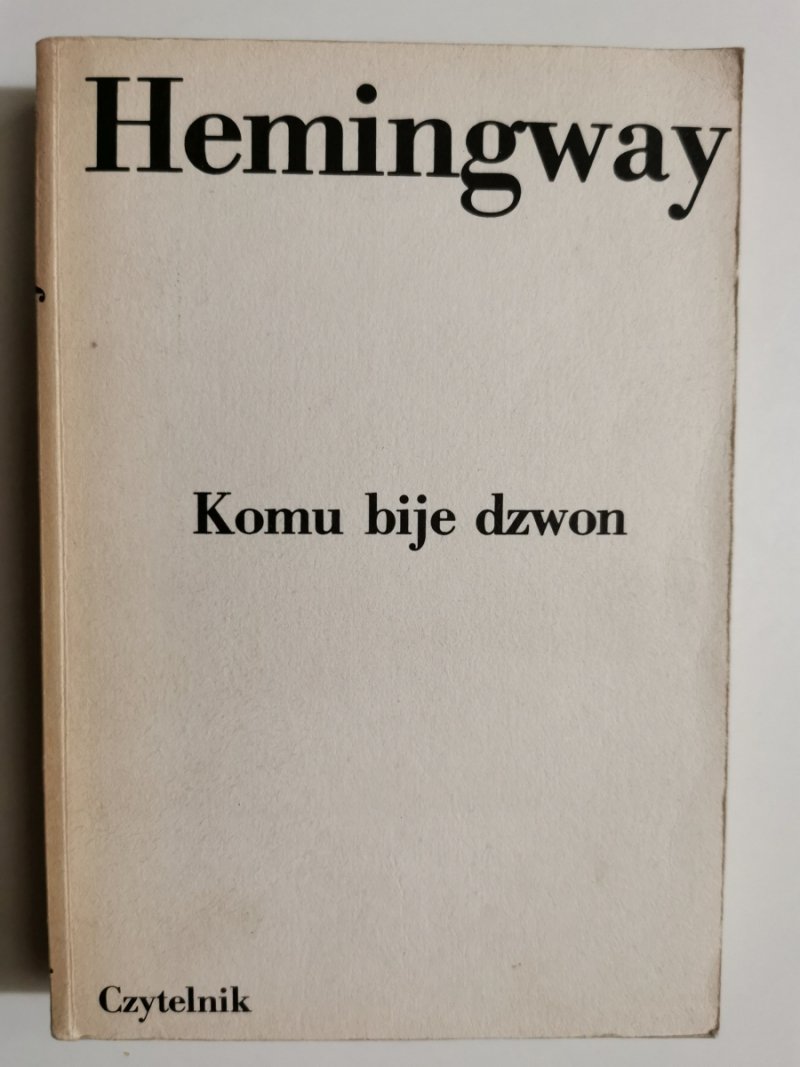 Hemingway
Komu bije dzwon
Czytelnik